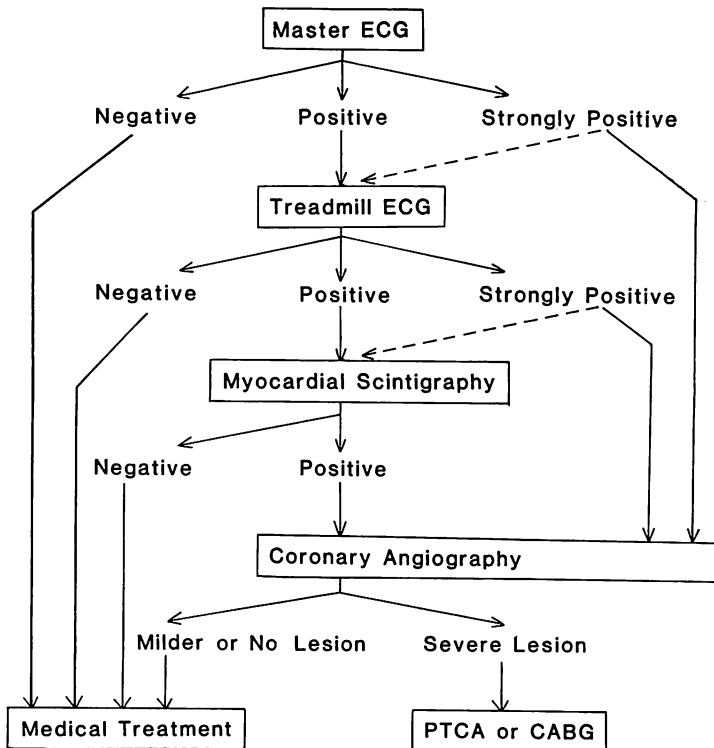 Master ECG
Negative Positive Strongly Positive
Treadmill ECG
Negative Positive Strongly Positive
Myocardial Scintigraphy
Negative Positive
Coronary Angiography
Milder or No Lesion Severe Lesion
Medical Treatment PTCA or CABG